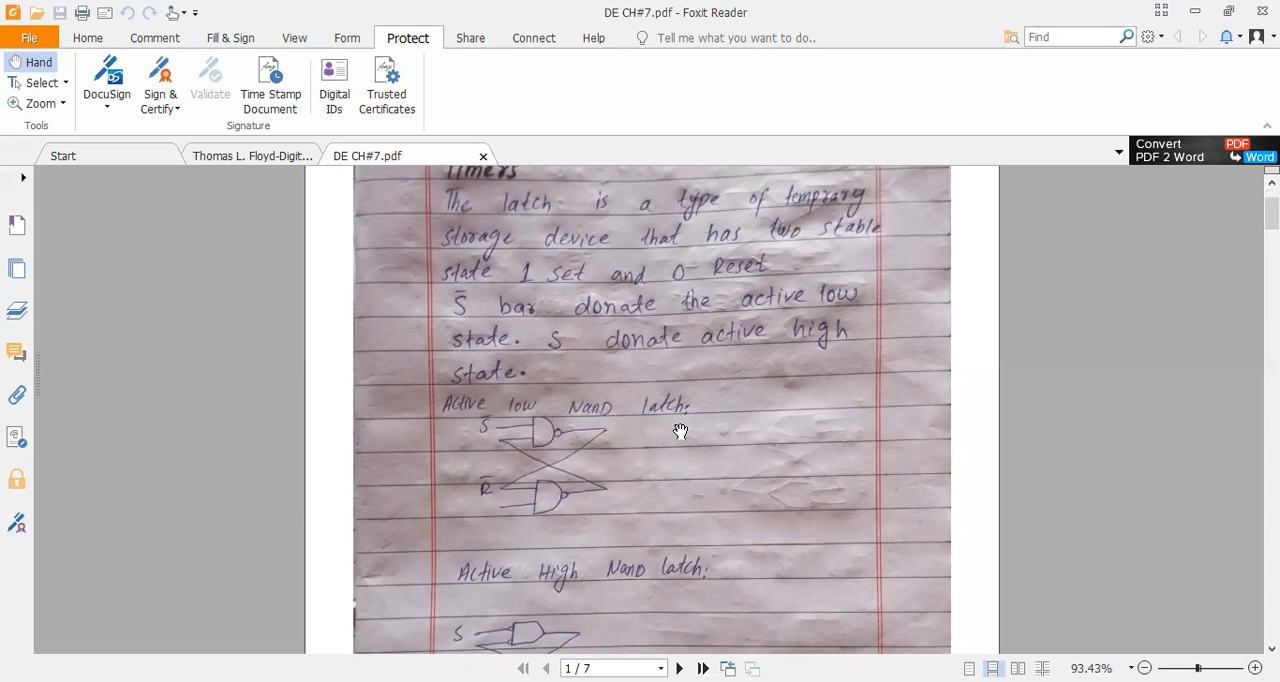 DE CH#7.pdf - Foxit Reader
File Home Comment Fill & Sign View Form Protect Share Connect Help Tell me what you want to do.. Find
Hand
Select
Zoom
Tools
DocuSign
Sign &
Certify
Validate
Time Stamp
Document
Digital
IDs
Trusted
Certificates
Signature
Start Thomas L. Floyd-Digit... DE CH#7.pdf
Convert PDF
PDF 2 Word Word
Timers
The latch is a type of temprary
storage device that has two stable
state 1 set and 0 Reset
S̄ bar donate the active low
state. S donate active high
state.
Active low NAND latch:
S̄
R̄
Active High NAND latch:
S
1 / 7
93.43%